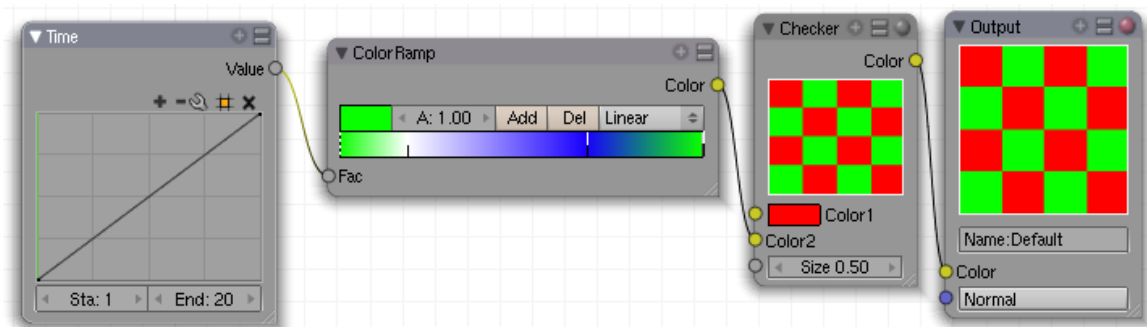 Time
Value
Sta: 1
End: 20
ColorRamp
Color
A: 1.00
Add
Del
Linear
Fac
Checker
Color
Color1
Color2
Size 0.50
Output
Name:Default
Color
Normal